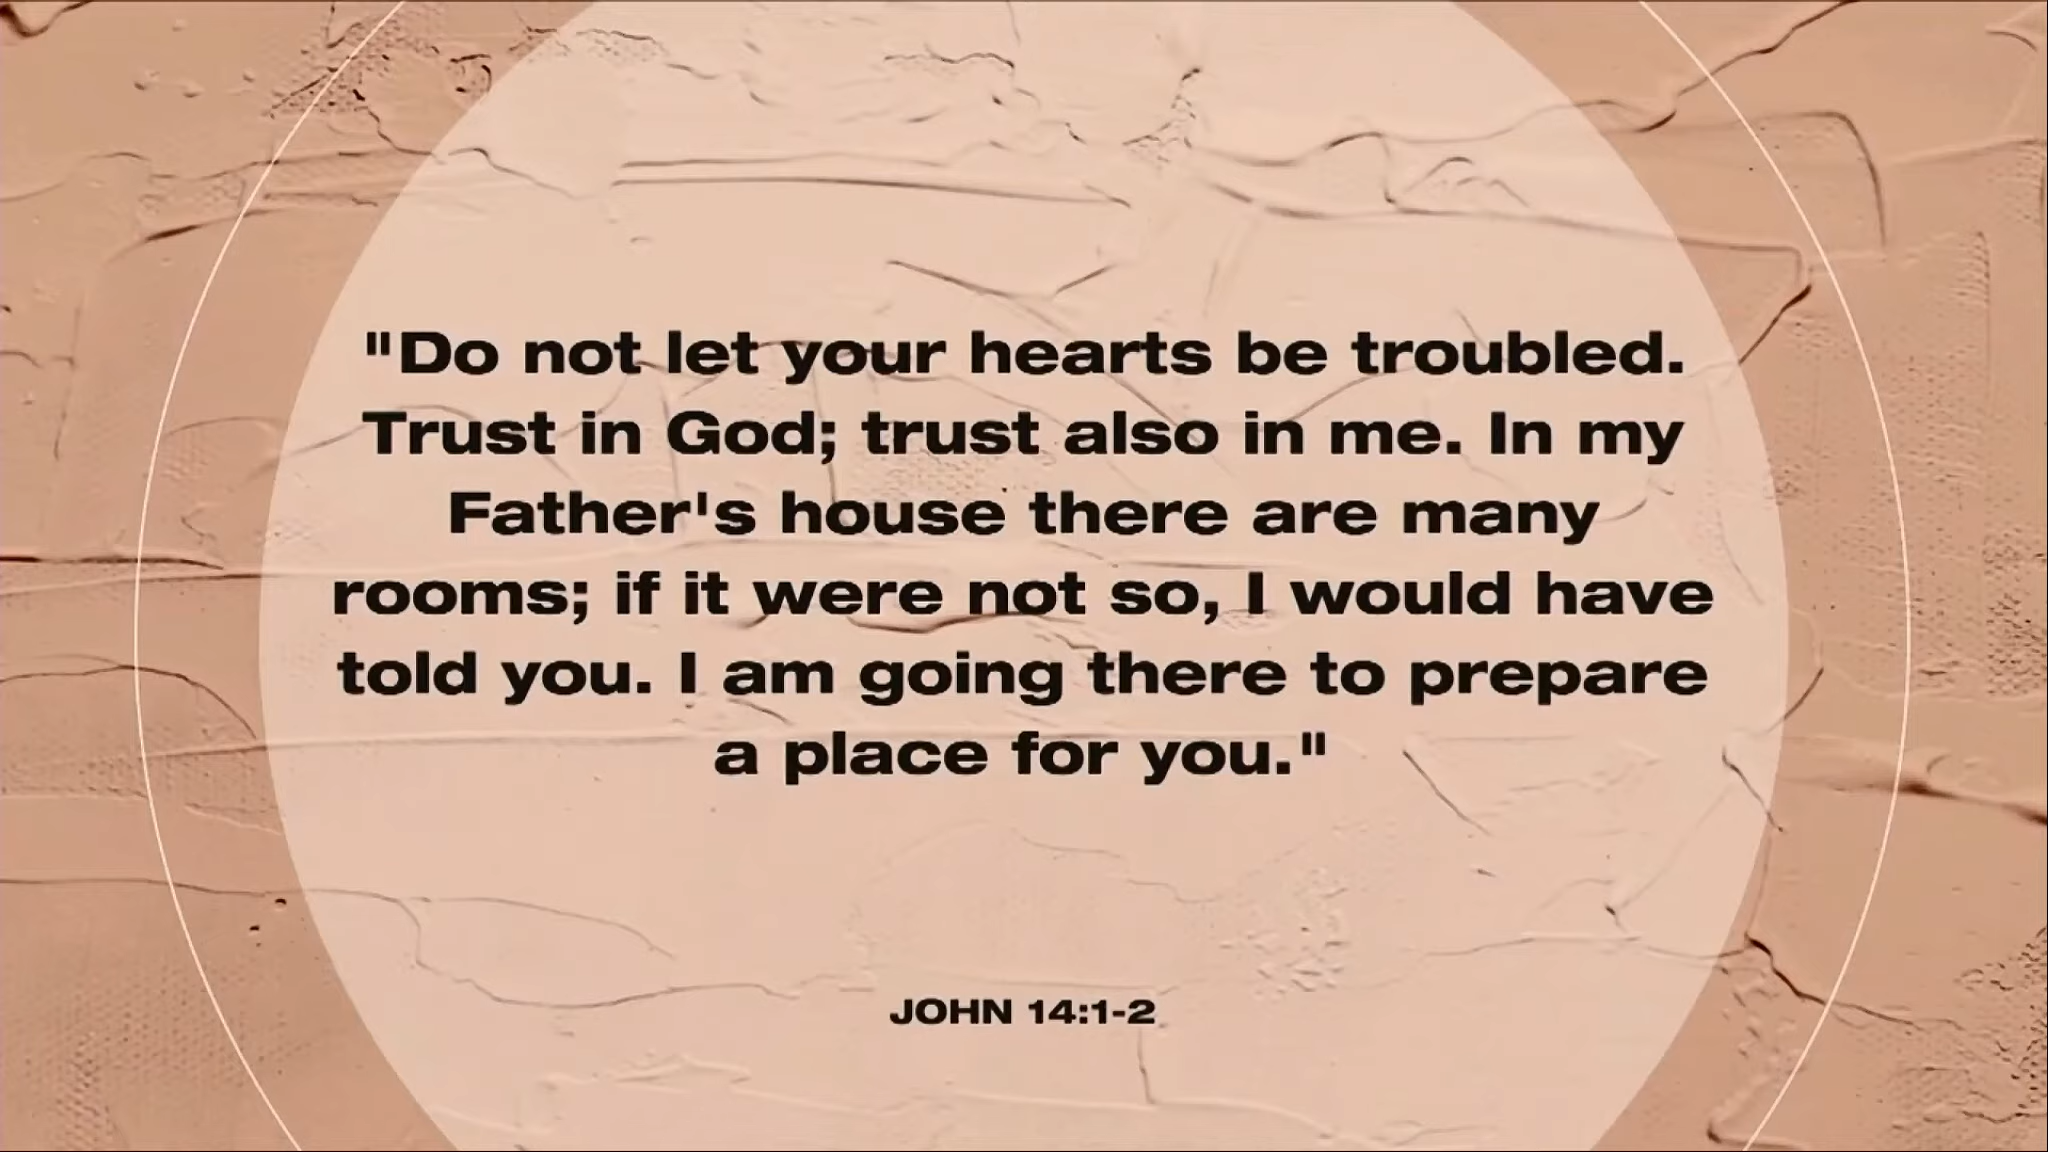 "Do not let your hearts be troubled.
Trust in God; trust also in me. In my
Father's house there are many
rooms; if it were not so, I would have
told you. I am going there to prepare
a place for you."
JOHN 14:1-2